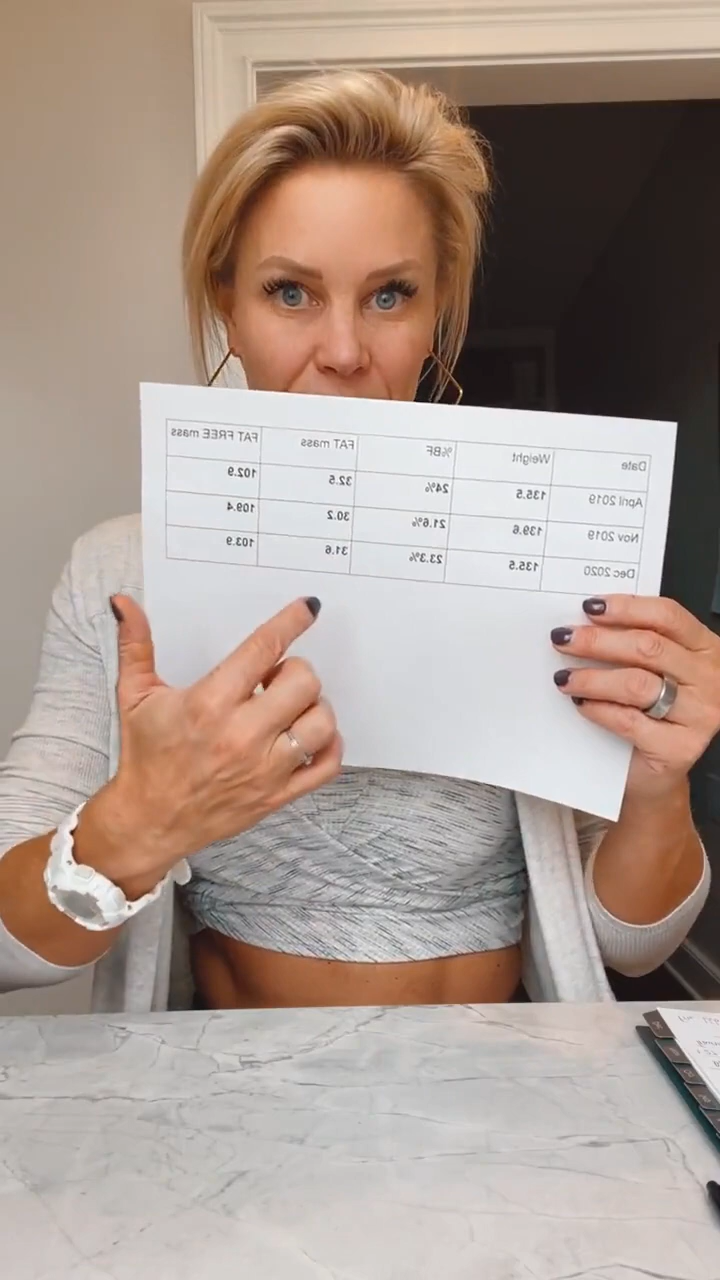 Date Weight %BF FAT mass FAT FREE mass
April 2019 135.5 24% 32.5 102.9
Nov 2019 139.6 21.6% 30.2 109.4
Dec 2020 135.5 23.3% 31.6 103.9